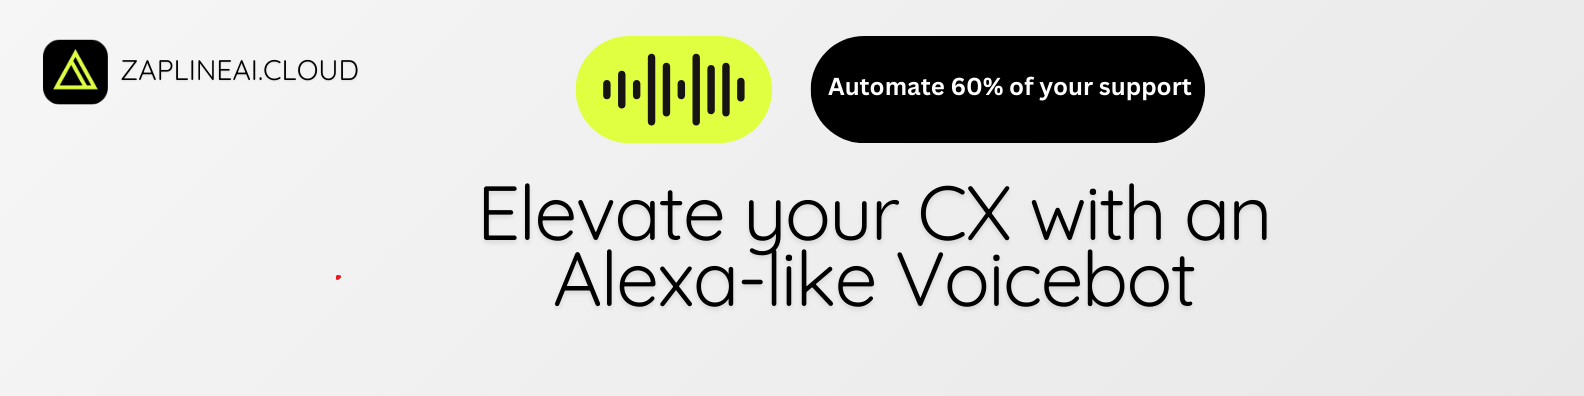 ZAPLINEAI.CLOUD
Automate 60% of your support
Elevate your CX with an
Alexa-like Voicebot